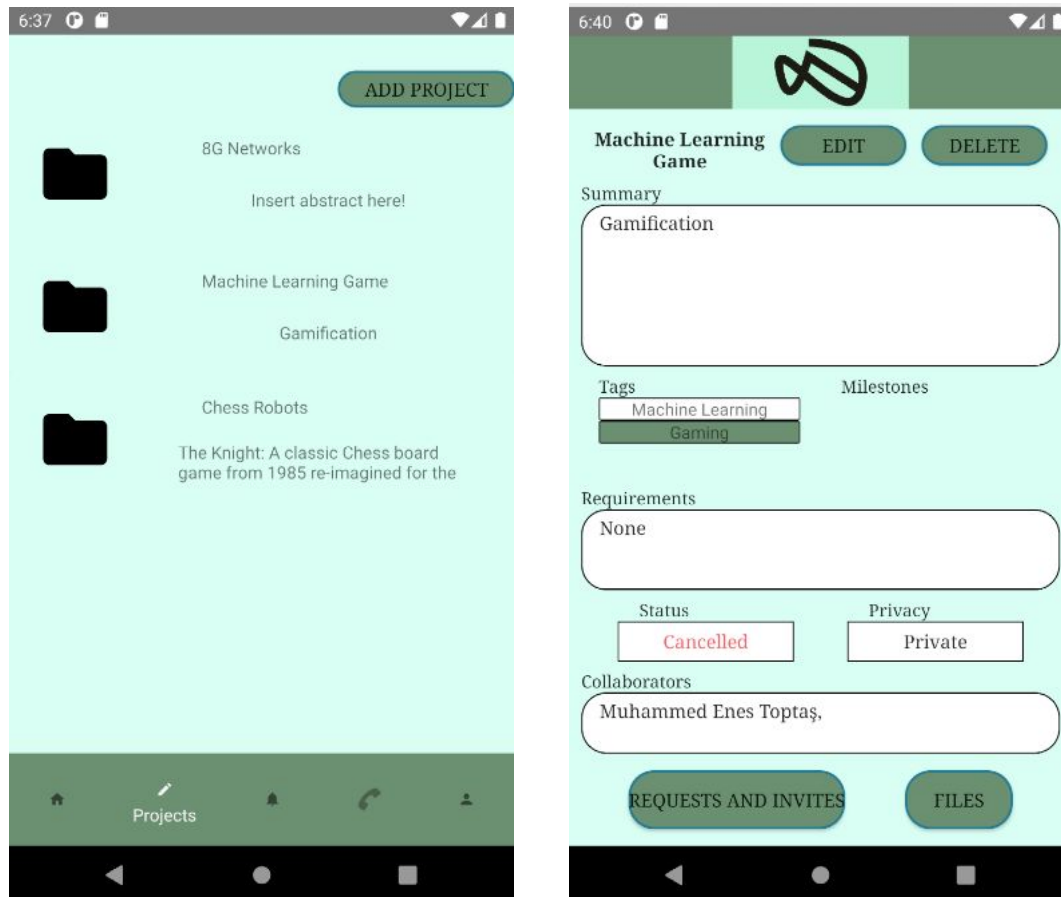 6:37
ADD PROJECT
8G Networks
Insert abstract here!
Machine Learning Game
Gamification
Chess Robots
The Knight: A classic Chess board
game from 1985 re-imagined for the
Projects
6:40
Machine Learning
Game
EDIT
DELETE
Summary
Gamification
Tags
Milestones
Machine Learning
Gaming
Requirements
None
Status
Privacy
Cancelled
Private
Collaborators
Muhammed Enes Toptaş,
REQUESTS AND INVITES
FILES